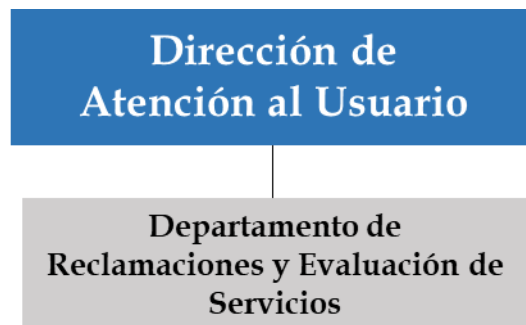 Dirección de
Atención al Usuario
Departamento de
Reclamaciones y Evaluación de
Servicios